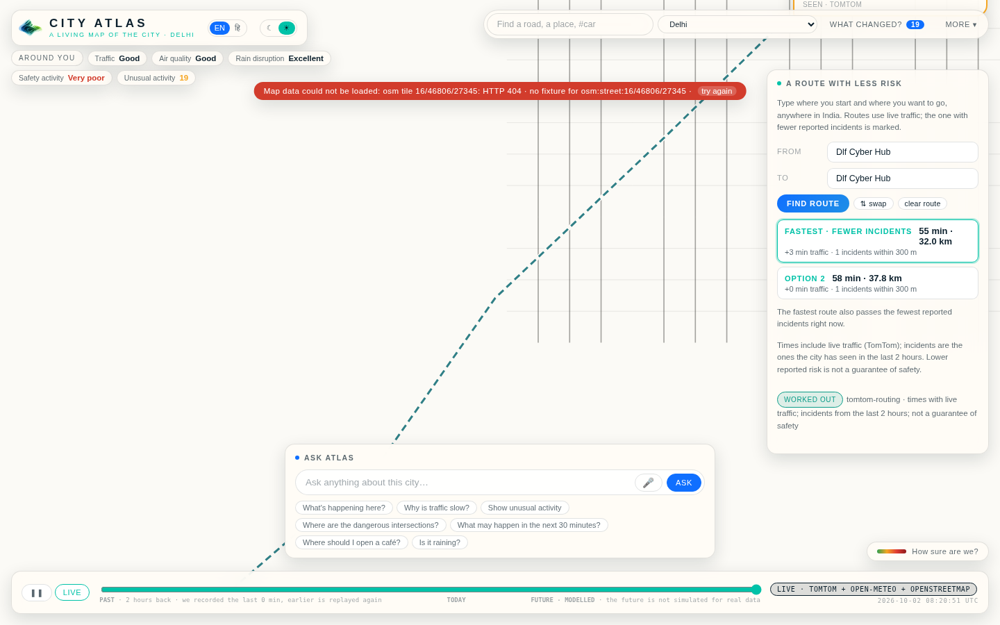 CITY ATLAS
A LIVING MAP OF THE CITY · DELHI
EN हि ☾ ☀
AROUND YOU Traffic Good Air quality Good Rain disruption Excellent
Safety activity Very poor Unusual activity 19
SEEN · TOMTOM
Find a road, a place, #car Delhi WHAT CHANGED? 19 MORE ▾
Map data could not be loaded: osm tile 16/46806/27345: HTTP 404 · no fixture for osm:street:16/46806/27345 · try again
A ROUTE WITH LESS RISK
Type where you start and where you want to go,
anywhere in India. Routes use live traffic; the one with
fewer reported incidents is marked.
FROM Dlf Cyber Hub
TO Dlf Cyber Hub
FIND ROUTE ⇅ swap clear route
FASTEST · FEWER INCIDENTS 55 min ·
32.0 km
+3 min traffic · 1 incidents within 300 m
OPTION 2 58 min · 37.8 km
+0 min traffic · 1 incidents within 300 m
The fastest route also passes the fewest reported
incidents right now.
Times include live traffic (TomTom); incidents are the
ones the city has seen in the last 2 hours. Lower
reported risk is not a guarantee of safety.
WORKED OUT tomtom-routing · times with live
traffic; incidents from the last 2 hours; not a guarantee of
safety
ASK ATLAS
Ask anything about this city… ASK
What's happening here? Why is traffic slow? Show unusual activity
Where are the dangerous intersections? What may happen in the next 30 minutes?
Where should I open a café? Is it raining?
How sure are we?
LIVE
PAST · 2 hours back · we recorded the last 0 min, earlier is replayed again TODAY FUTURE · MODELLED · the future is not simulated for real data
LIVE · TOMTOM + OPEN-METEO + OPENSTREETMAP
2026-10-02 08:20:51 UTC